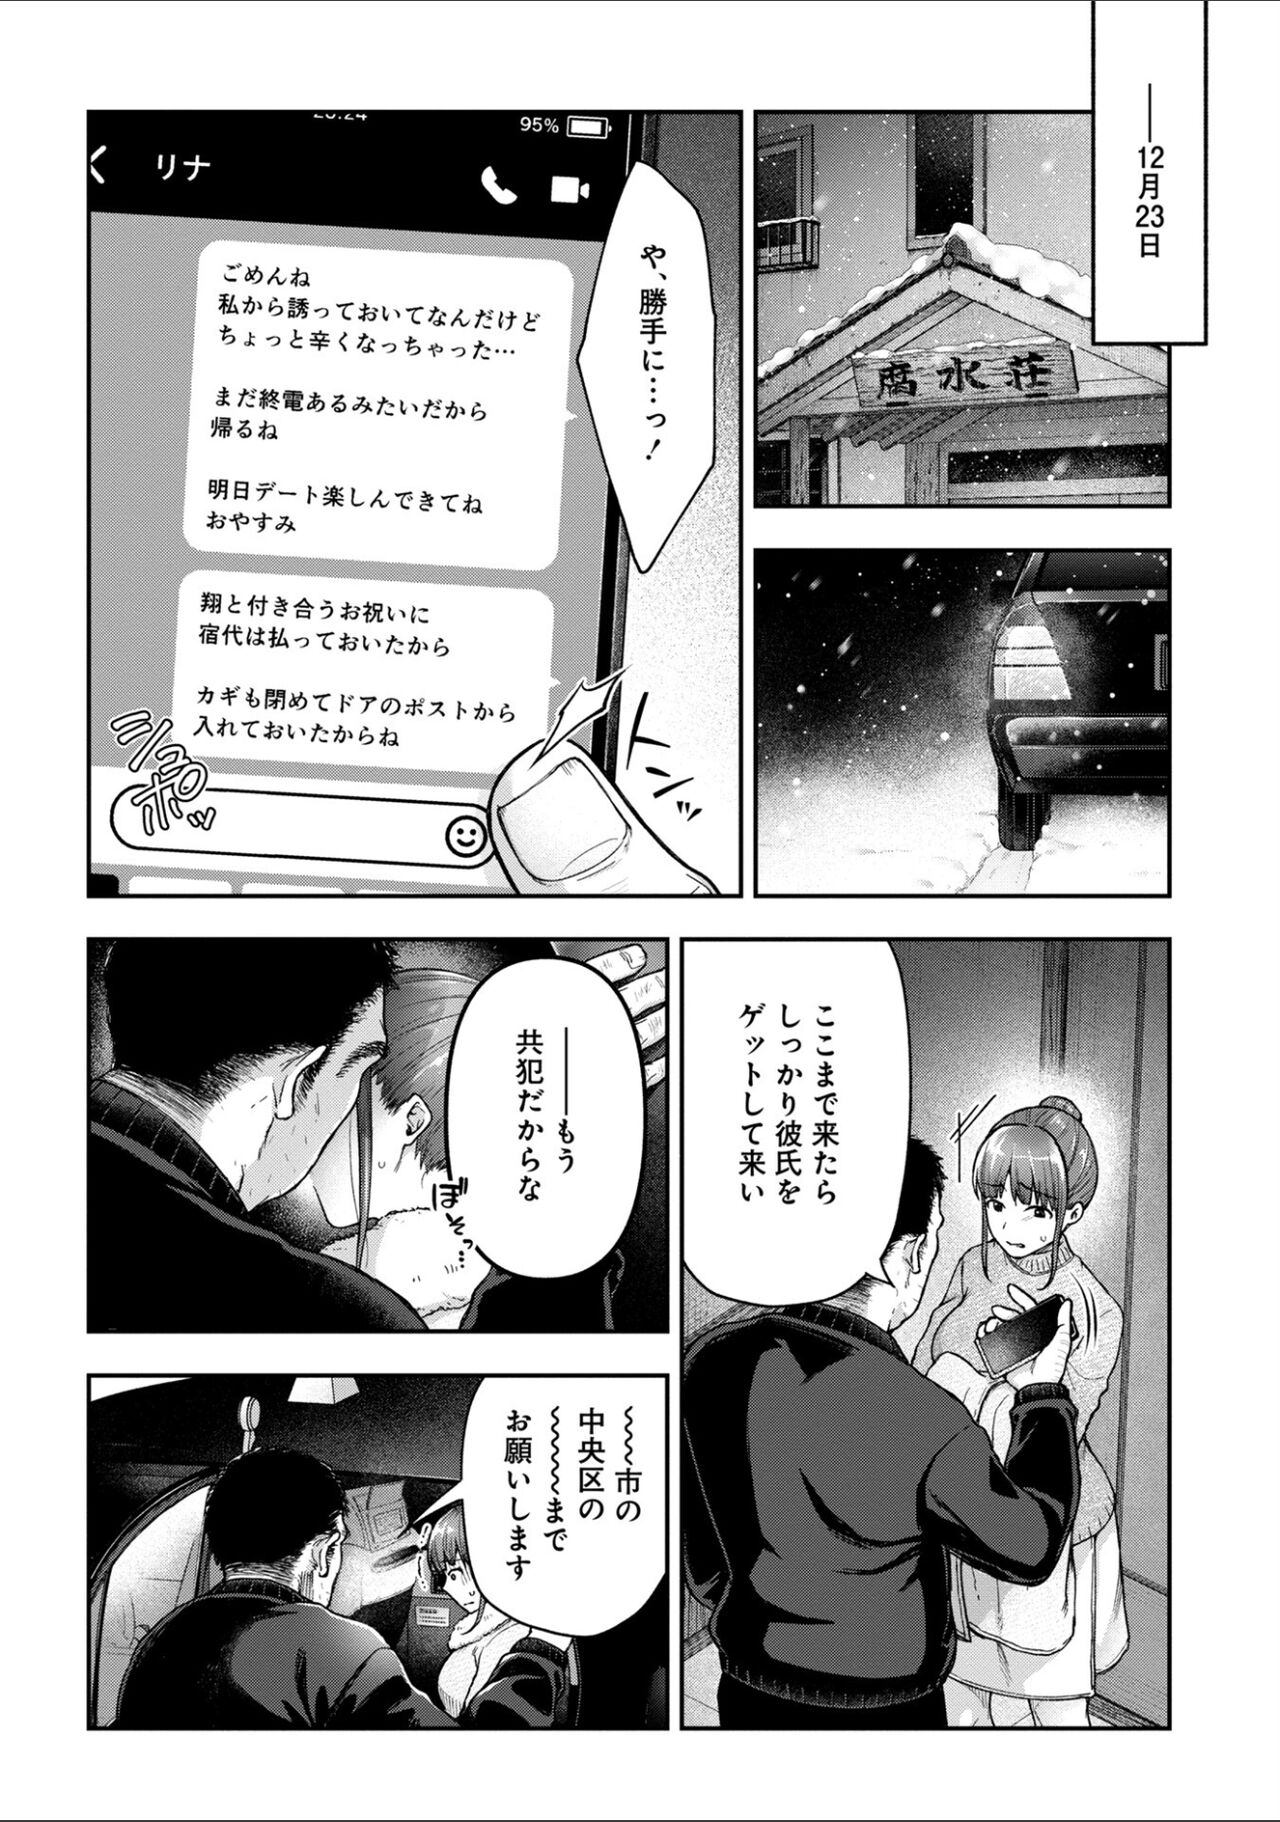 ──12月23日
腐水荘
や、勝手に…っ!
23:24
95%
リナ
ごめんね
私から誘っておいてなんだけど
ちょっと辛くなっちゃった…
まだ終電あるみたいだから
帰るね
明日デート楽しんできてね
おやすみ
翔と付き合うお祝いに
宿代は払っておいたから
カギも閉めてドアのポストから
入れておいたからね
シュポッ
トンッ
ここまで来たら
しっかり彼氏を
ゲットして来い
──もう
共犯だからな
ぼそっ…
～～～市の
中央区の
～～～まで
お願いします